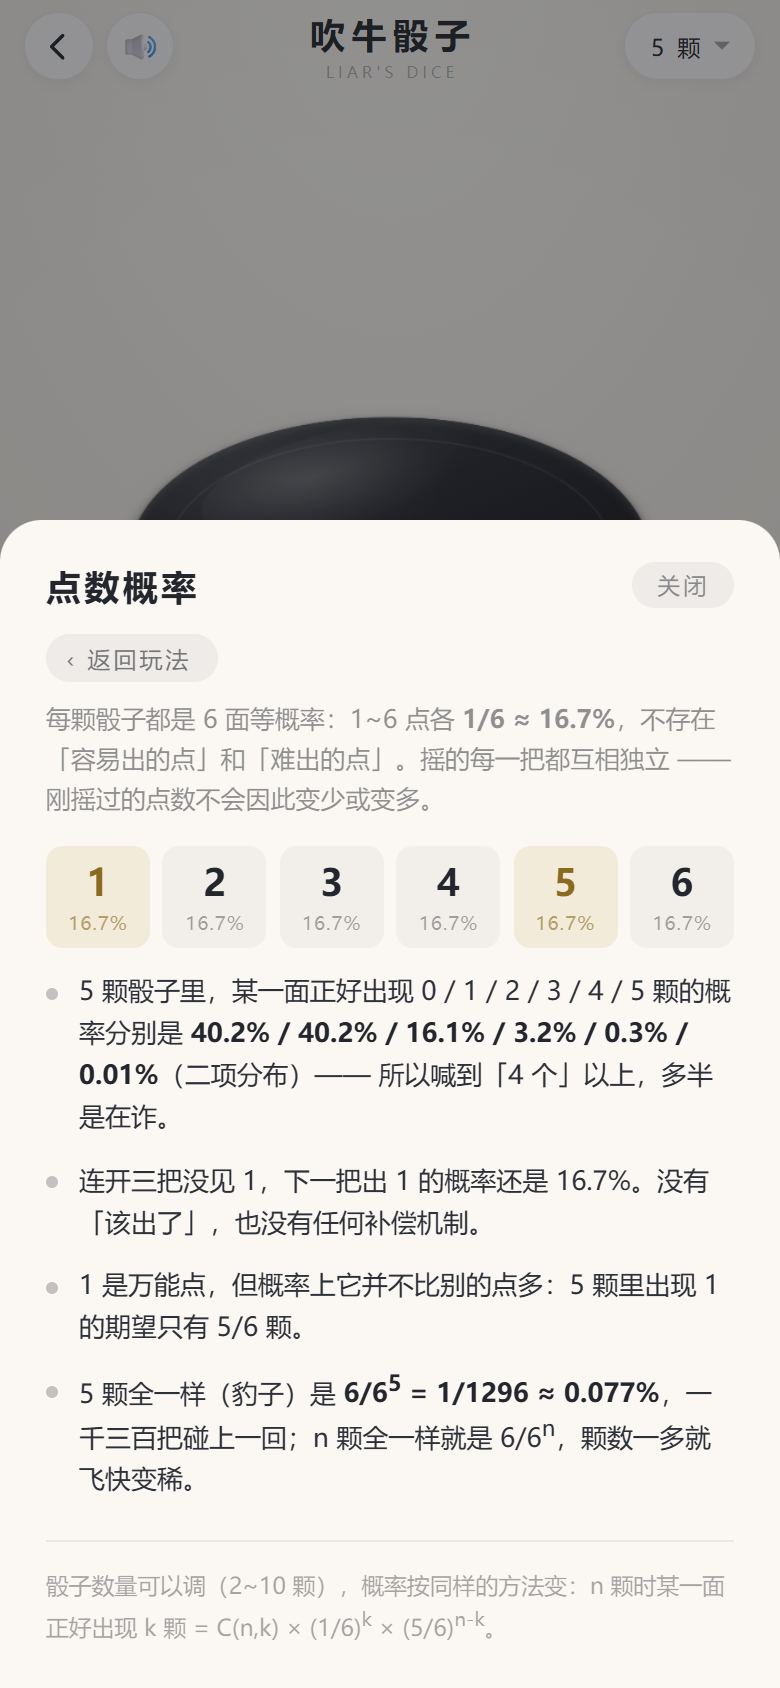 吹牛骰子
LIAR'S DICE
5 颗
点数概率
关闭
‹ 返回玩法
每颗骰子都是 6 面等概率：1~6 点各 1/6 ≈ 16.7%，不存在
「容易出的点」和「难出的点」。摇的每一把都互相独立 ——
刚摇过的点数不会因此变少或变多。
1 2 3 4 5 6
16.7% 16.7% 16.7% 16.7% 16.7% 16.7%
5 颗骰子里，某一面正好出现 0 / 1 / 2 / 3 / 4 / 5 颗的概
率分别是 40.2% / 40.2% / 16.1% / 3.2% / 0.3% /
0.01%（二项分布）—— 所以喊到「4 个」以上，多半
是在诈。
连开三把没见 1，下一把出 1 的概率还是 16.7%。没有
「该出了」，也没有任何补偿机制。
1 是万能点，但概率上它并不比别的点多：5 颗里出现 1
的期望只有 5/6 颗。
5 颗全一样（豹子）是 6/6⁵ = 1/1296 ≈ 0.077%，一
千三百把碰上一回；n 颗全一样就是 6/6ⁿ，颗数一多就
飞快变稀。
骰子数量可以调（2~10 颗），概率按同样的方法变：n 颗时某一面
正好出现 k 颗 = C(n,k) × (1/6)ᵏ × (5/6)ⁿ⁻ᵏ。